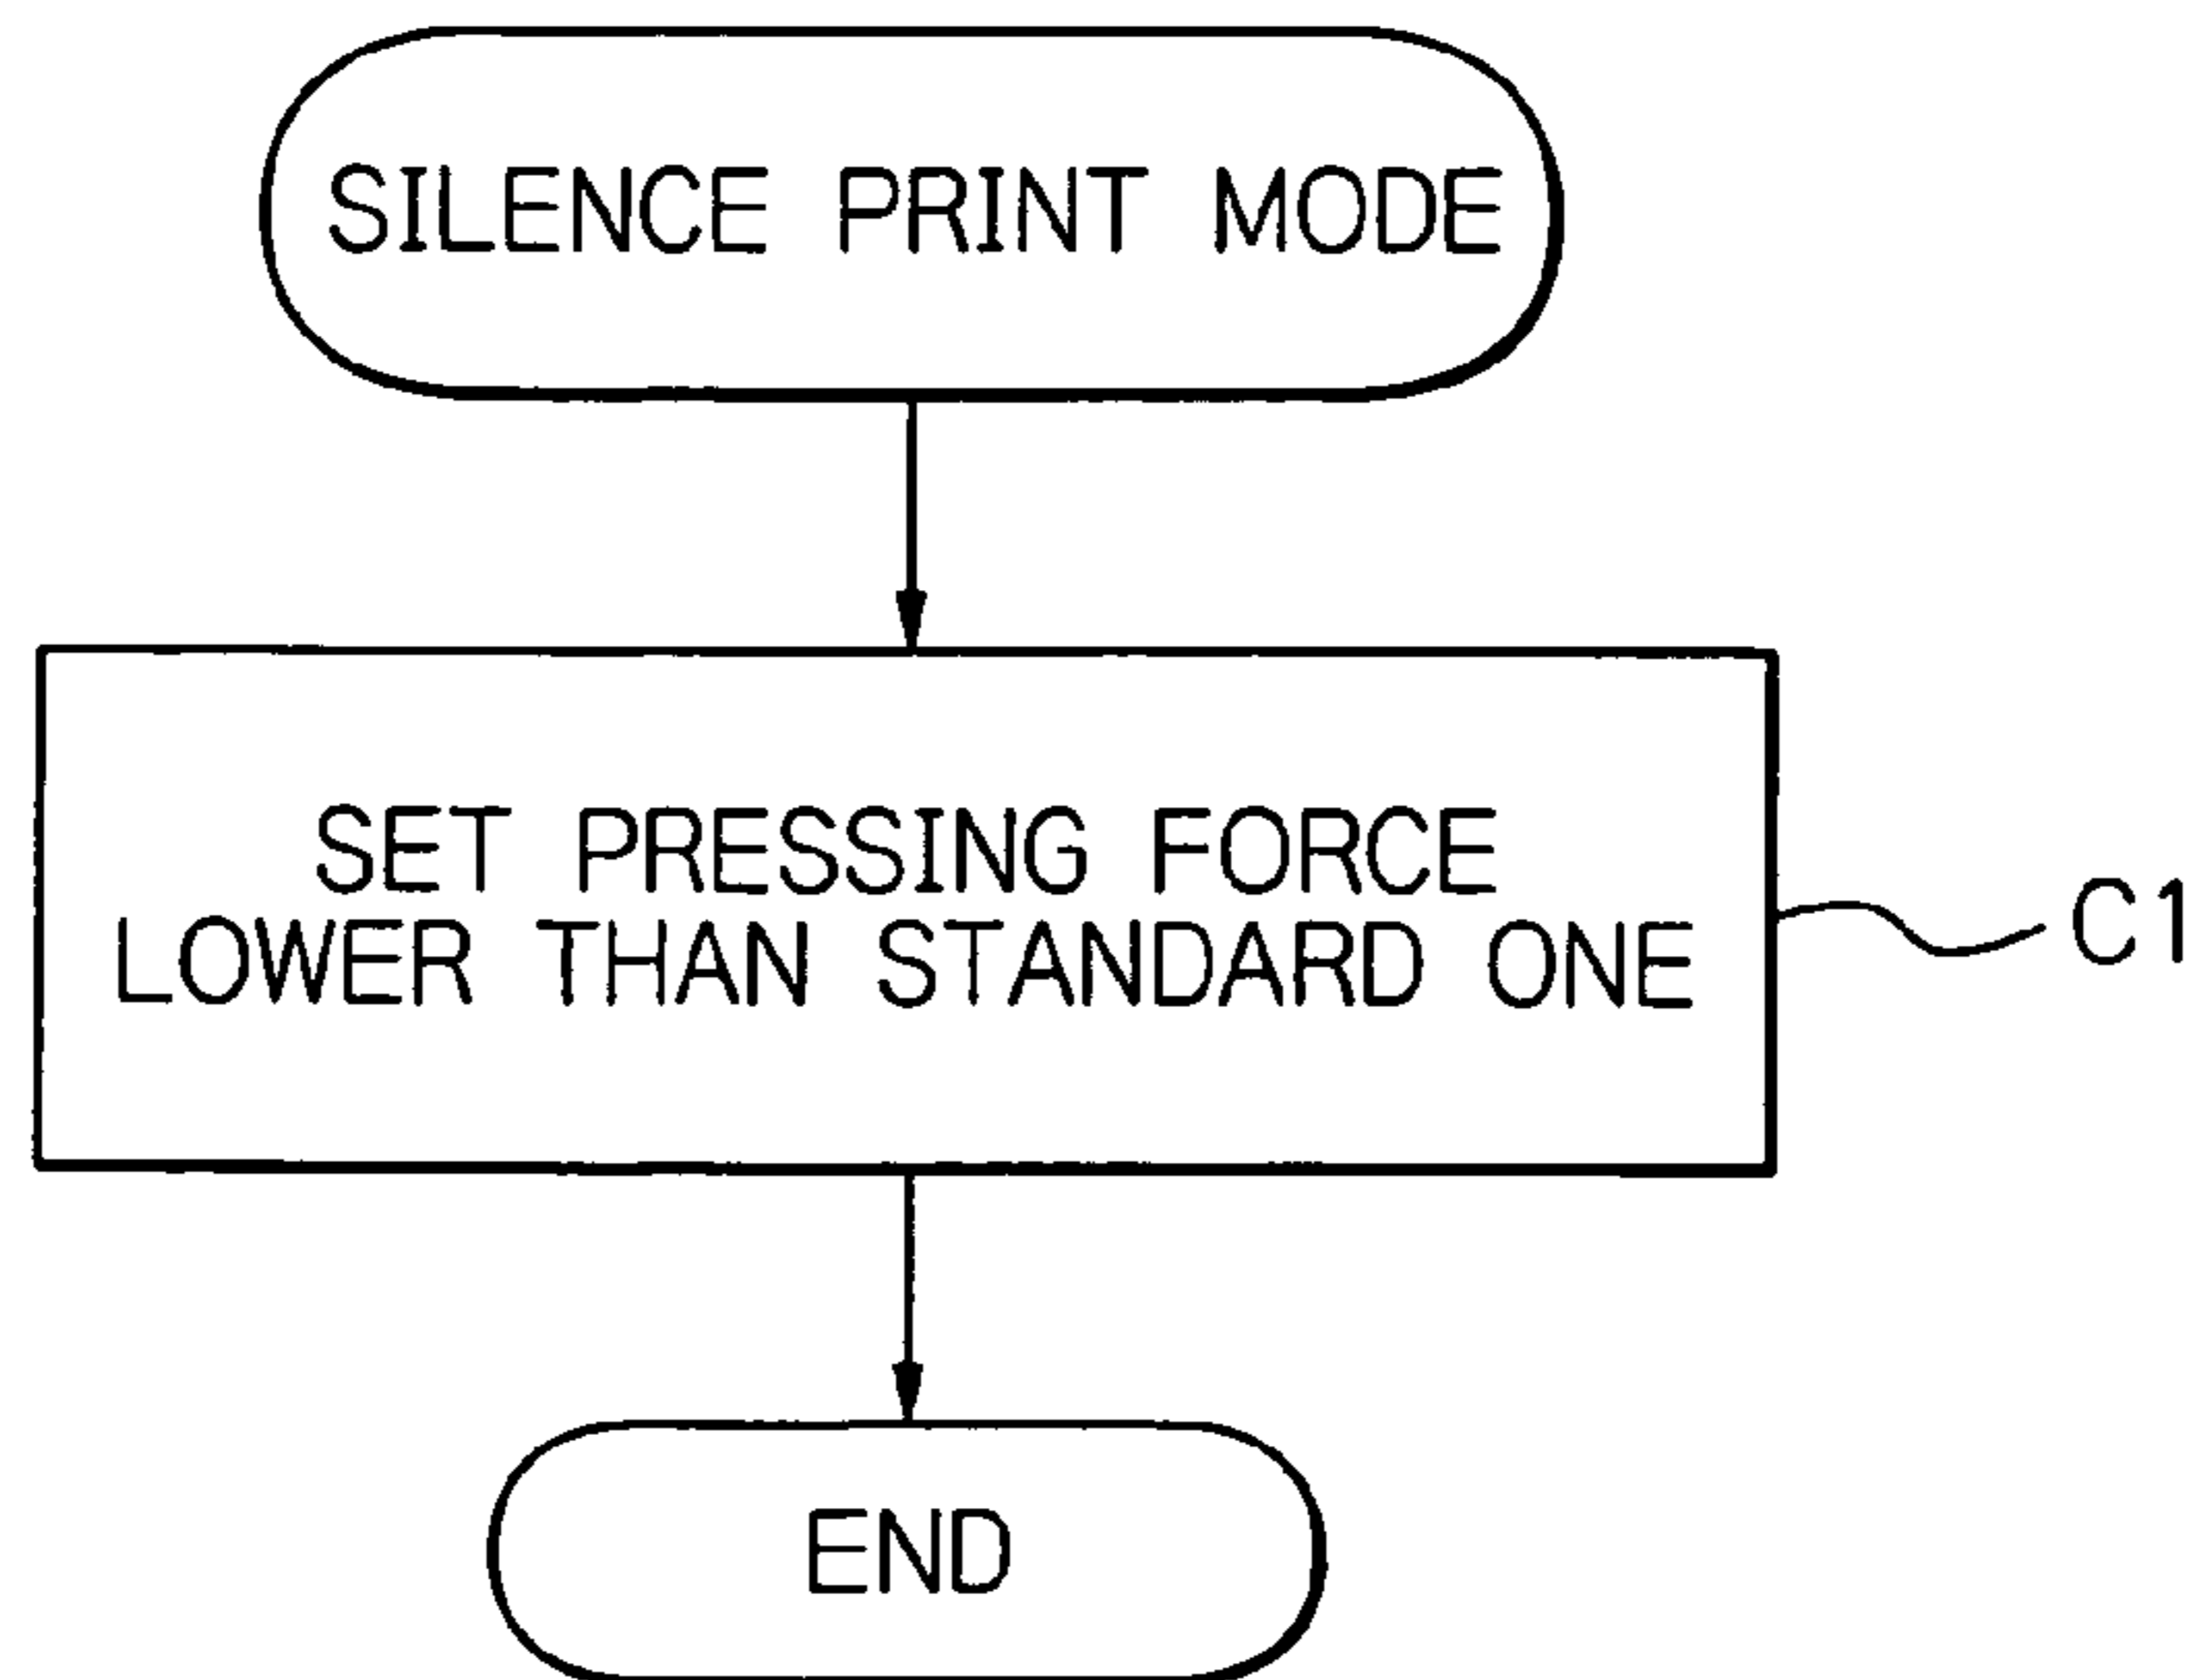 SILENCE PRINT MODE
SET PRESSING FORCE
LOWER THAN STANDARD ONE
C1
END